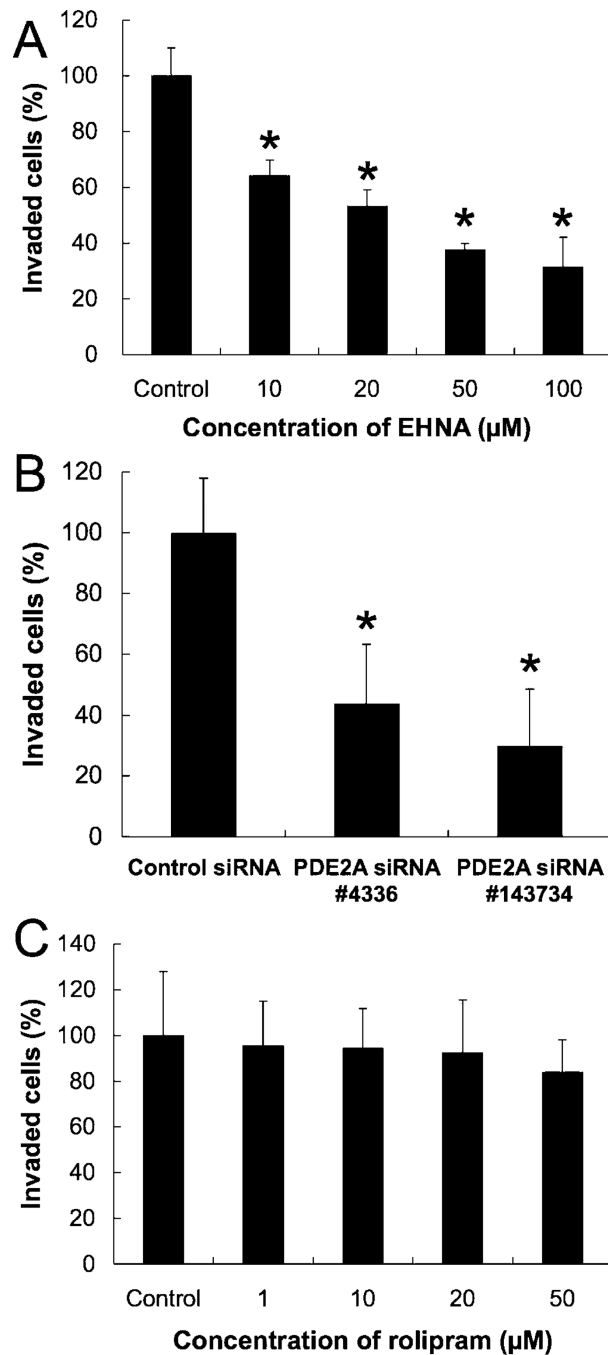 A
Invaded cells (%)
120
100
80
60
40
20
0
* * * *
Control 10 20 50 100
Concentration of EHNA (µM)
B
Invaded cells (%)
120
100
80
60
40
20
0
* *
Control siRNA PDE2A siRNA PDE2A siRNA
#4336 #143734
C
Invaded cells (%)
140
120
100
80
60
40
20
0
Control 1 10 20 50
Concentration of rolipram (µM)